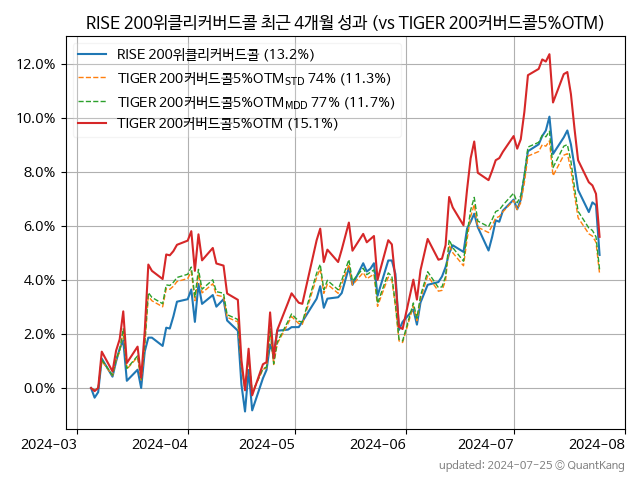 RISE 200위클리커버드콜 최근 4개월 성과 (vs TIGER 200커버드콜5%OTM)
RISE 200위클리커버드콜 (13.2%)
TIGER 200커버드콜5%OTM_STD 74% (11.3%)
TIGER 200커버드콜5%OTM_MDD 77% (11.7%)
TIGER 200커버드콜5%OTM (15.1%)
12.0%
10.0%
8.0%
6.0%
4.0%
2.0%
0.0%
2024-03 2024-04 2024-05 2024-06 2024-07 2024-08
updated: 2024-07-25 © QuantKang